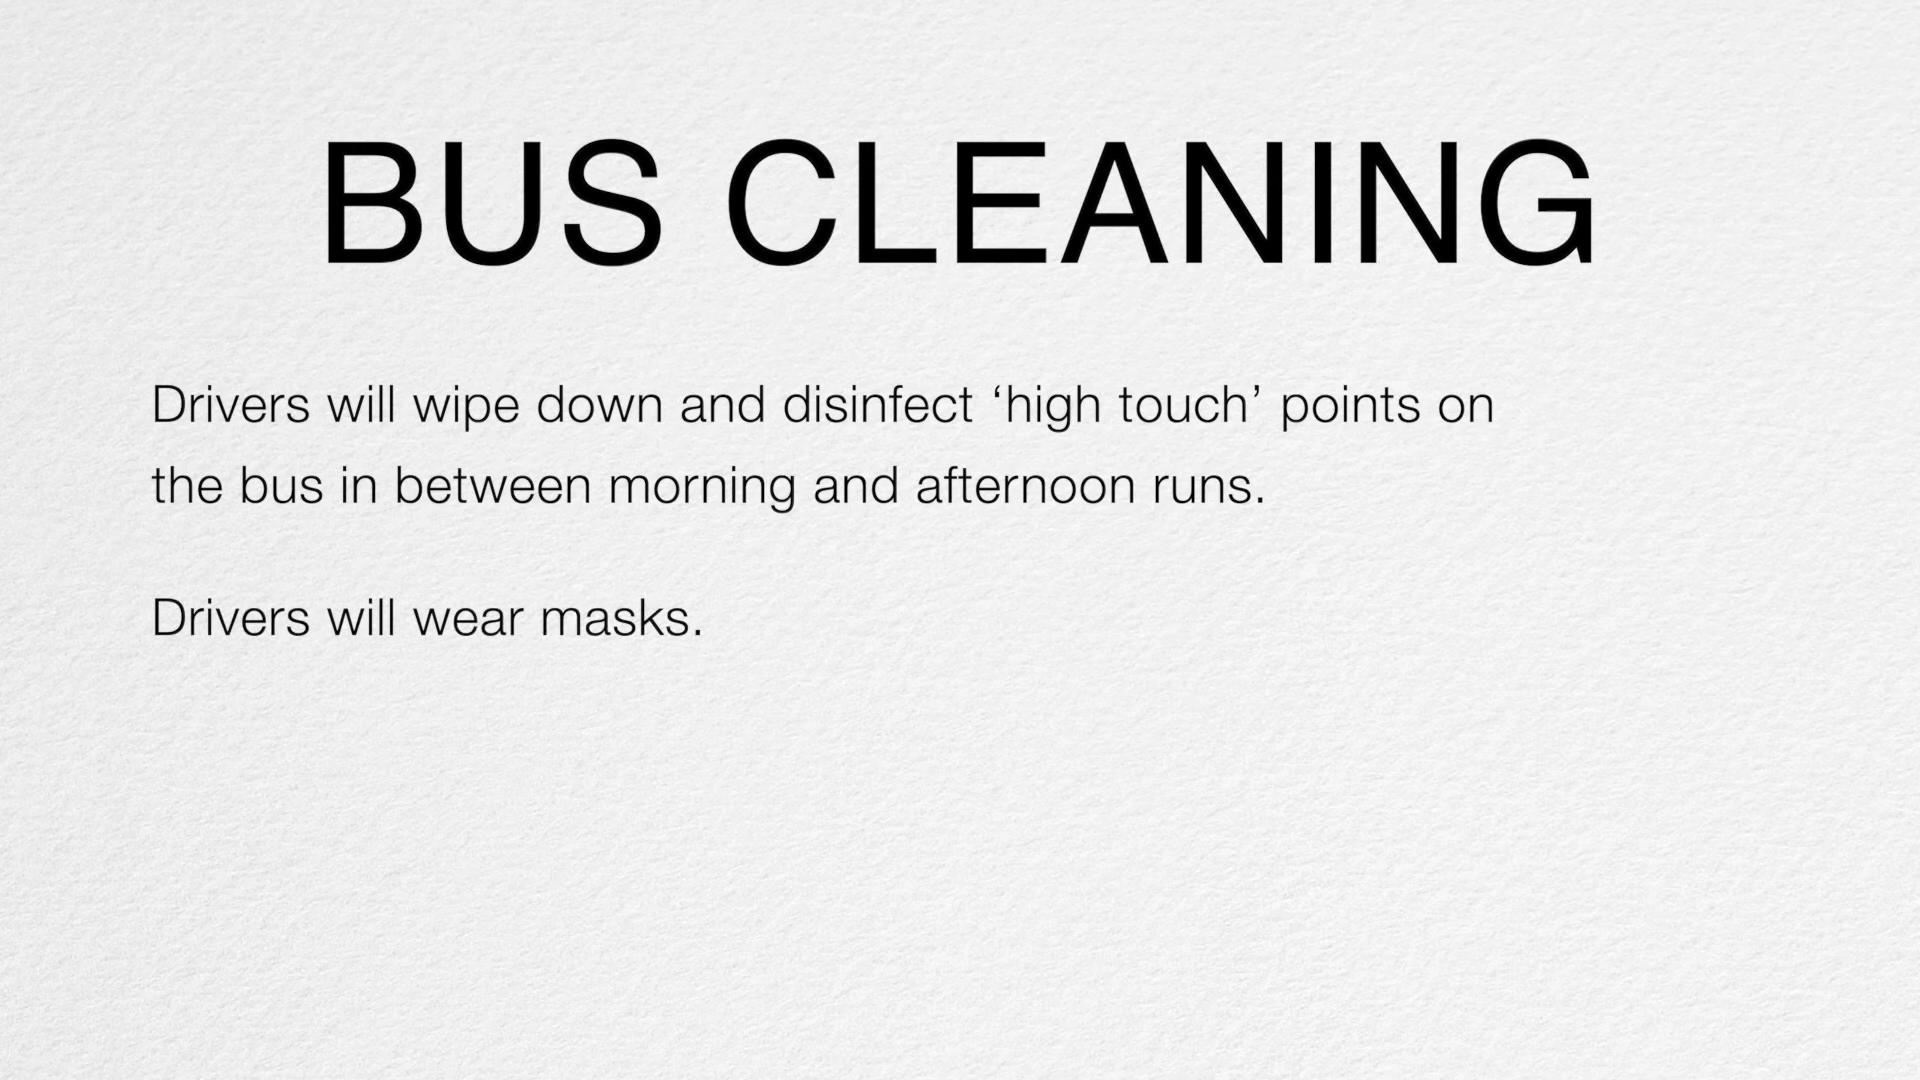 BUS CLEANING
Drivers will wipe down and disinfect ‘high touch’ points on
the bus in between morning and afternoon runs.
Drivers will wear masks.